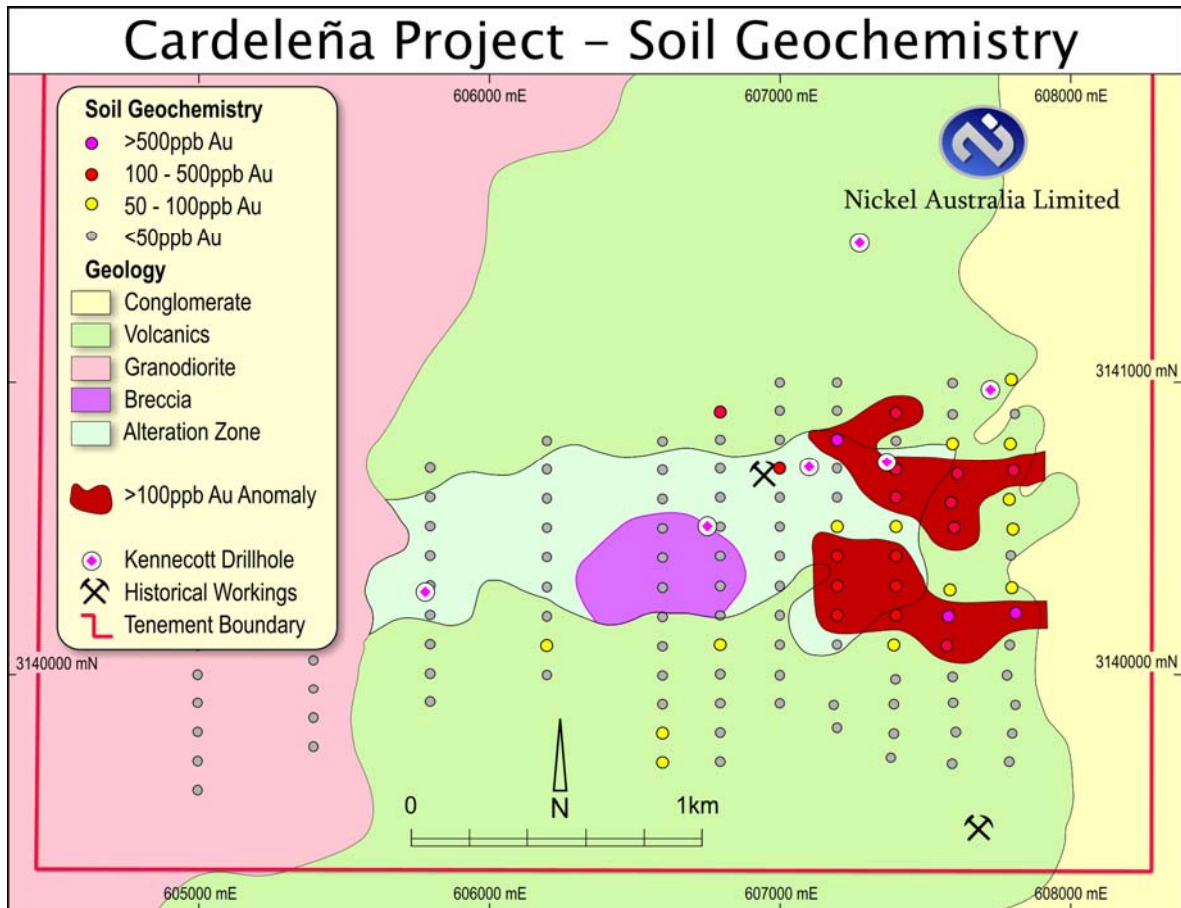 Cardeleña Project – Soil Geochemistry
606000 mE
607000 mE
608000 mE
Soil Geochemistry
>500ppb Au
100 - 500ppb Au
50 - 100ppb Au
<50ppb Au
Geology
Conglomerate
Volcanics
Granodiorite
Breccia
Alteration Zone
>100ppb Au Anomaly
Kennecott Drillhole
Historical Workings
Tenement Boundary
Nickel Australia Limited
3141000 mN
3140000 mN
3140000 mN
0
1km
N
605000 mE
606000 mE
607000 mE
608000 mE